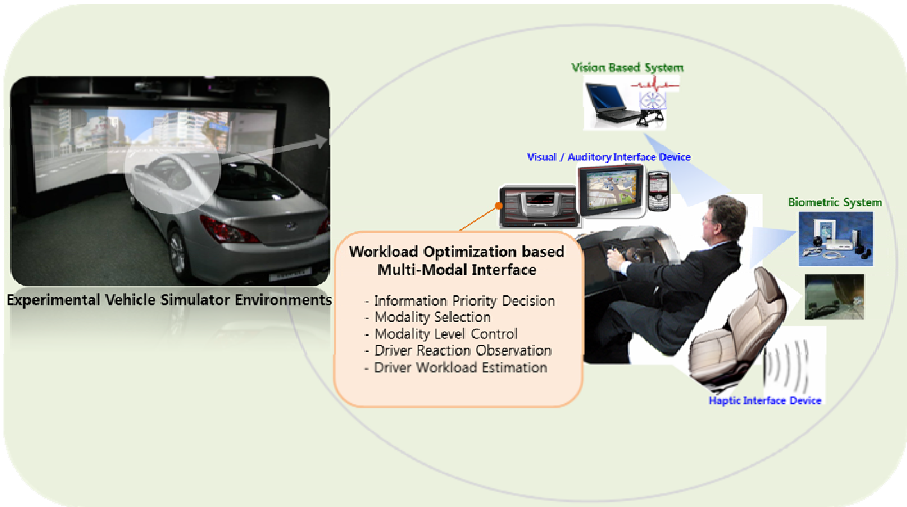 Vision Based System
Visual / Auditory Interface Device
Biometric System
Workload Optimization based
Multi-Modal Interface
- Information Priority Decision
- Modality Selection
- Modality Level Control
- Driver Reaction Observation
- Driver Workload Estimation
Experimental Vehicle Simulator Environments
Haptic Interface Device